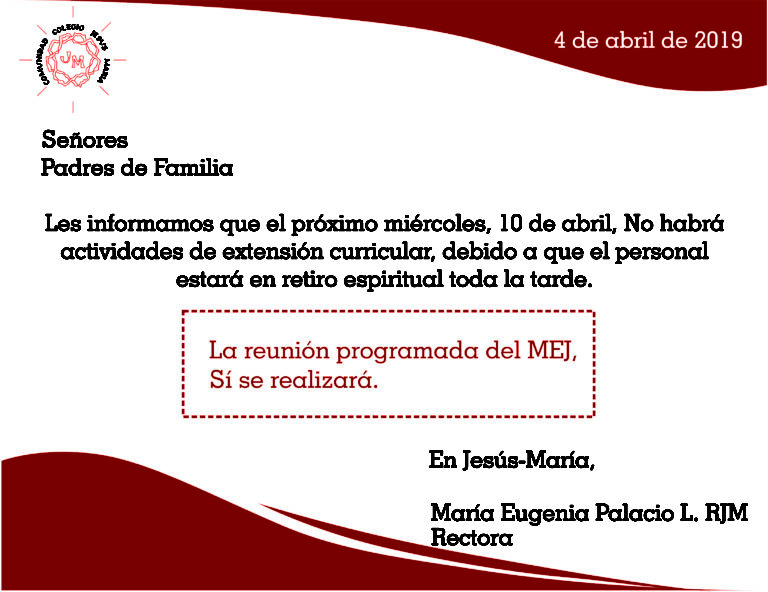 COMUNIDAD COLEGIO JESUS MARIA
JM
4 de abril de 2019
Señores
Padres de Familia
Les informamos que el próximo miércoles, 10 de abril, No habrá
actividades de extensión curricular, debido a que el personal
estará en retiro espiritual toda la tarde.
La reunión programada del MEJ,
Sí se realizará.
En Jesús-María,
María Eugenia Palacio L. RJM
Rectora